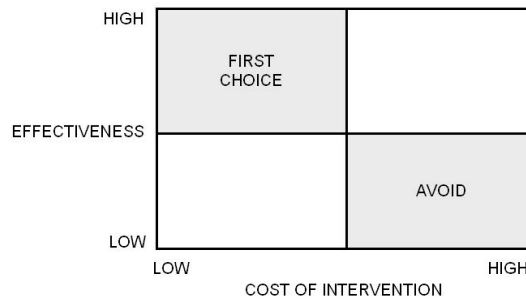 HIGH
FIRST
CHOICE
EFFECTIVENESS
AVOID
LOW
LOW
HIGH
COST OF INTERVENTION